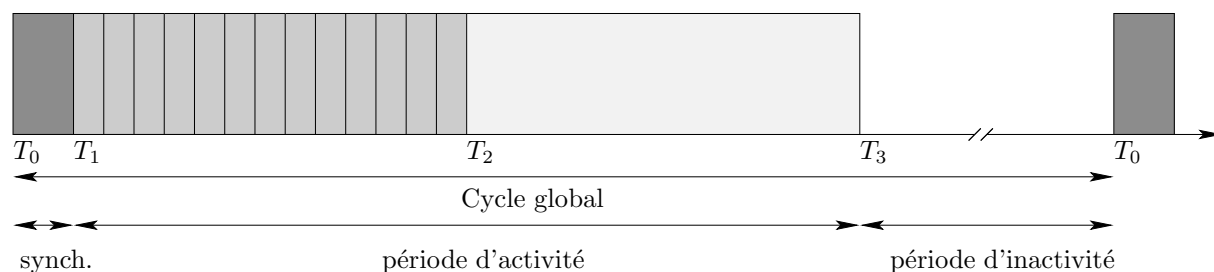 T₀ T₁ T₂ T₃ T₀
Cycle global
synch. période d'activité période d'inactivité